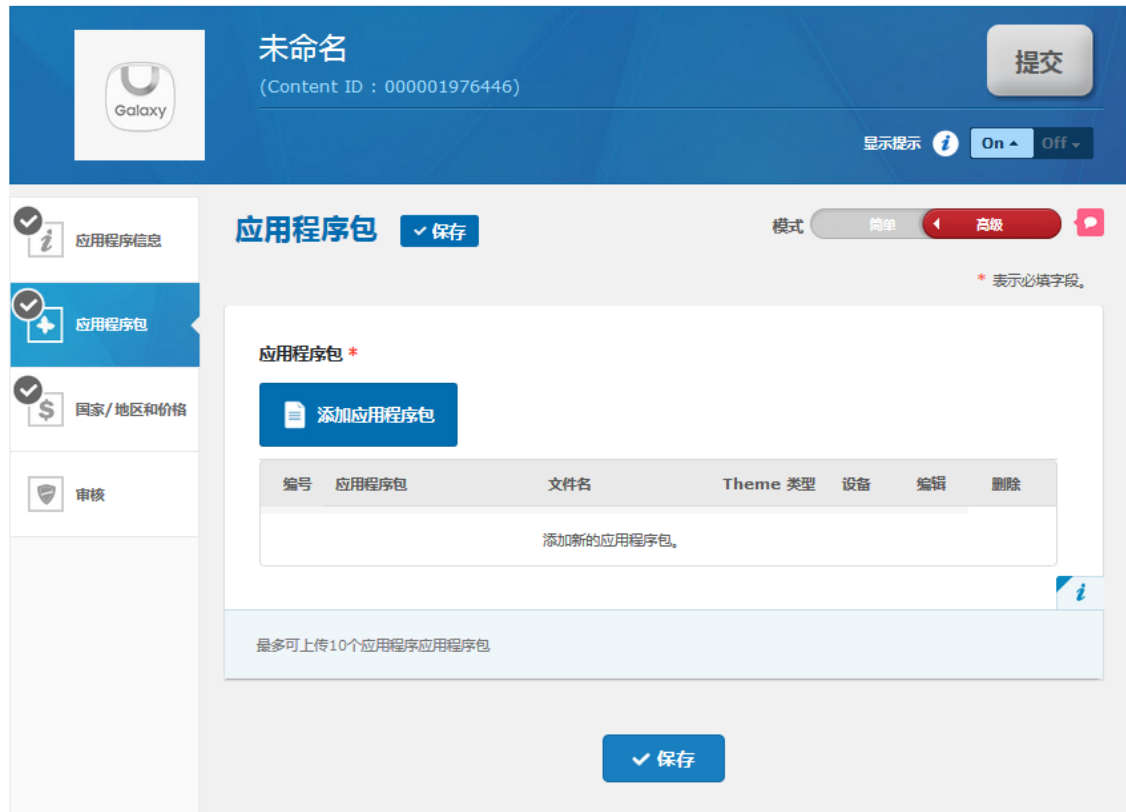 Galaxy
未命名
(Content ID : 000001976446)
提交
显示提示 i On Off
应用程序信息
应用程序包
国家/地区和价格
审核
应用程序包 保存
模式 简单 高级
* 表示必填字段。
应用程序包 *
添加应用程序包
编号 应用程序包 文件名 Theme 类型 设备 编辑 删除
添加新的应用程序包。
i
最多可上传10个应用程序应用程序包
保存